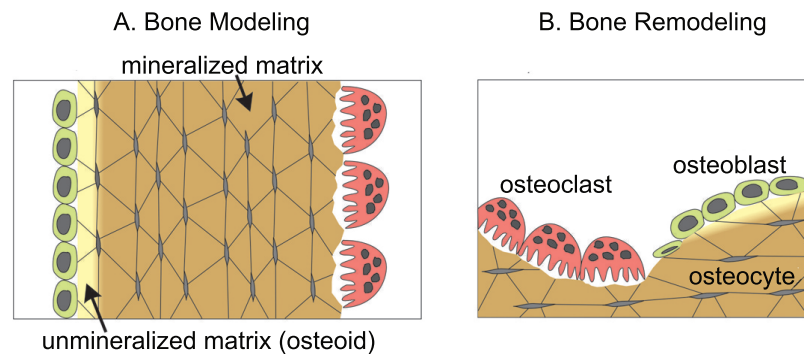 A. Bone Modeling
mineralized matrix
unmineralized matrix (osteoid)
B. Bone Remodeling
osteoclast
osteoblast
osteocyte